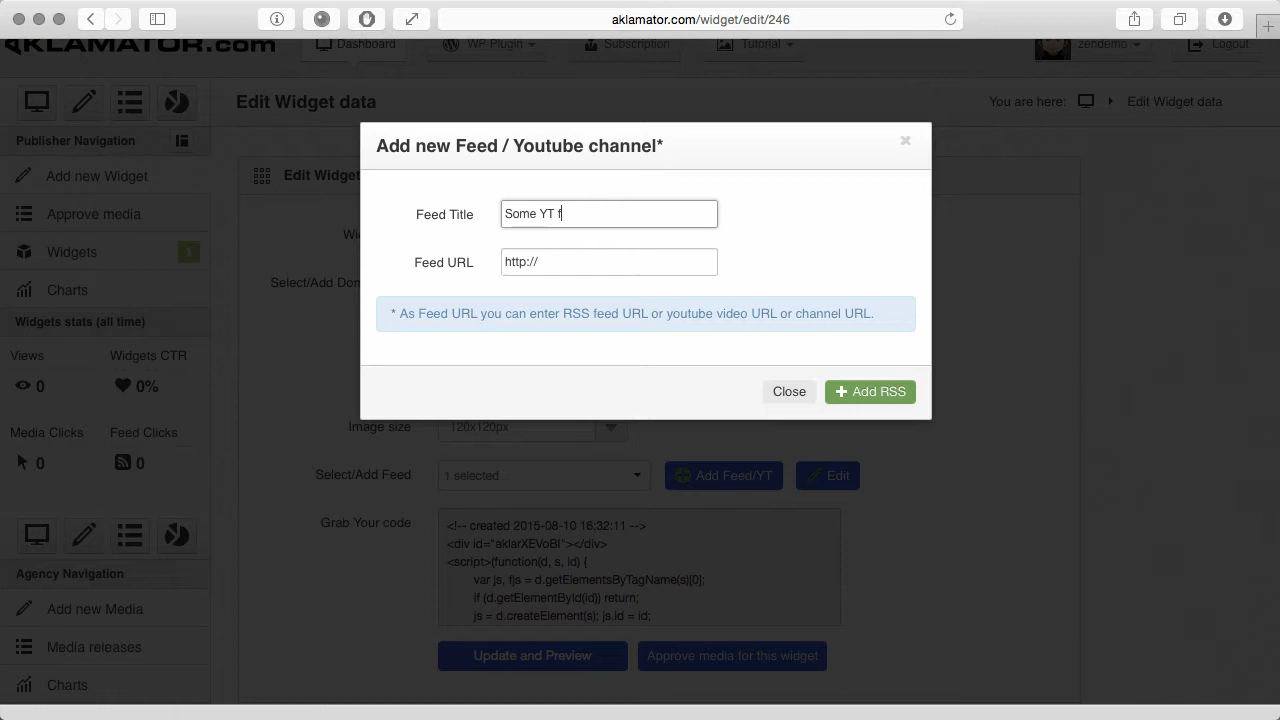 aklamator.com/widget/edit/246
AKLAMATOR.com
Dashboard
WP Plugin
Subscription
Tutorial
zendemo
Logout
Edit Widget data
You are here:
Edit Widget data
Publisher Navigation
Add new Widget
Approve media
Widgets
Charts
Widgets stats (all time)
Views
Widgets CTR
0
0%
Media Clicks
Feed Clicks
0
0
Agency Navigation
Add new Media
Media releases
Charts
Edit Widget
Select/Add Don
Add new Feed / Youtube channel*
Feed Title
Some YT f
Feed URL
http://
* As Feed URL you can enter RSS feed URL or youtube video URL or channel URL.
Close
Add RSS
Image size
120x120px
Select/Add Feed
1 selected
Add Feed/YT
Edit
Grab Your code
<!-- created 2015-08-10 16:32:11 -->
<div id="aklarXEVoBI"></div>
<script>(function(d, s, id) {
var js, fjs = d.getElementsByTagName(s)[0];
if (d.getElementById(id)) return;
js = d.createElement(s); js.id = id;
Update and Preview
Approve media for this widget